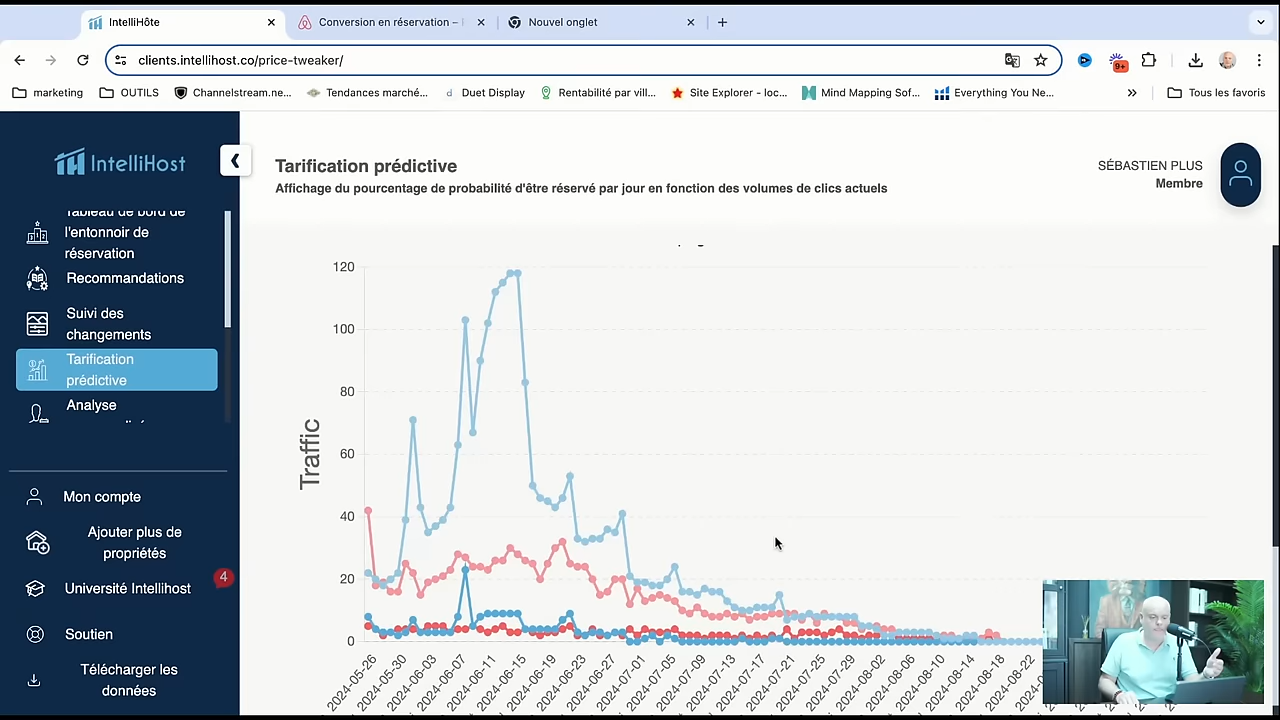 IntelliHôte
Conversion en réservation –
Nouvel onglet
clients.intellihost.co/price-tweaker/
9+
marketing
OUTILS
Channelstream.ne...
Tendances marché...
Duet Display
Rentabilité par vill...
Site Explorer - loc...
Mind Mapping Sof...
Everything You Ne...
»
Tous les favoris
IntelliHost
Tableau de bord de
l'entonnoir de
réservation
Recommandations
Suivi des
changements
Tarification
prédictive
Analyse
Mon compte
Ajouter plus de
propriétés
Université Intellihost
4
Soutien
Télécharger les
données
Tarification prédictive
Affichage du pourcentage de probabilité d'être réservé par jour en fonction des volumes de clics actuels
SÉBASTIEN PLUS
Membre
Traffic
120
100
80
60
40
20
0
2024-05-26
2024-05-30
2024-06-03
2024-06-07
2024-06-11
2024-06-15
2024-06-19
2024-06-23
2024-06-27
2024-07-01
2024-07-05
2024-07-09
2024-07-13
2024-07-17
2024-07-21
2024-07-25
2024-07-29
2024-08-02
2024-08-06
2024-08-10
2024-08-14
2024-08-18
2024-08-22